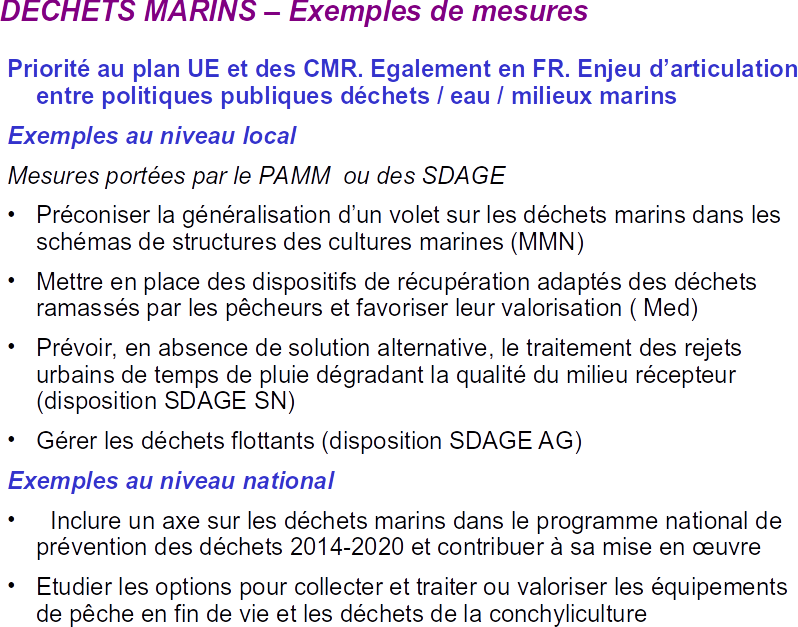 DECHETS MARINS – Exemples de mesures
Priorité au plan UE et des CMR. Egalement en FR. Enjeu d’articulation
entre politiques publiques déchets / eau / milieux marins
Exemples au niveau local
Mesures portées par le PAMM ou des SDAGE
• Préconiser la généralisation d’un volet sur les déchets marins dans les
schémas de structures des cultures marines (MMN)
• Mettre en place des dispositifs de récupération adaptés des déchets
ramassés par les pêcheurs et favoriser leur valorisation ( Med)
• Prévoir, en absence de solution alternative, le traitement des rejets
urbains de temps de pluie dégradant la qualité du milieu récepteur
(disposition SDAGE SN)
• Gérer les déchets flottants (disposition SDAGE AG)
Exemples au niveau national
• Inclure un axe sur les déchets marins dans le programme national de
prévention des déchets 2014-2020 et contribuer à sa mise en œuvre
• Etudier les options pour collecter et traiter ou valoriser les équipements
de pêche en fin de vie et les déchets de la conchyliculture